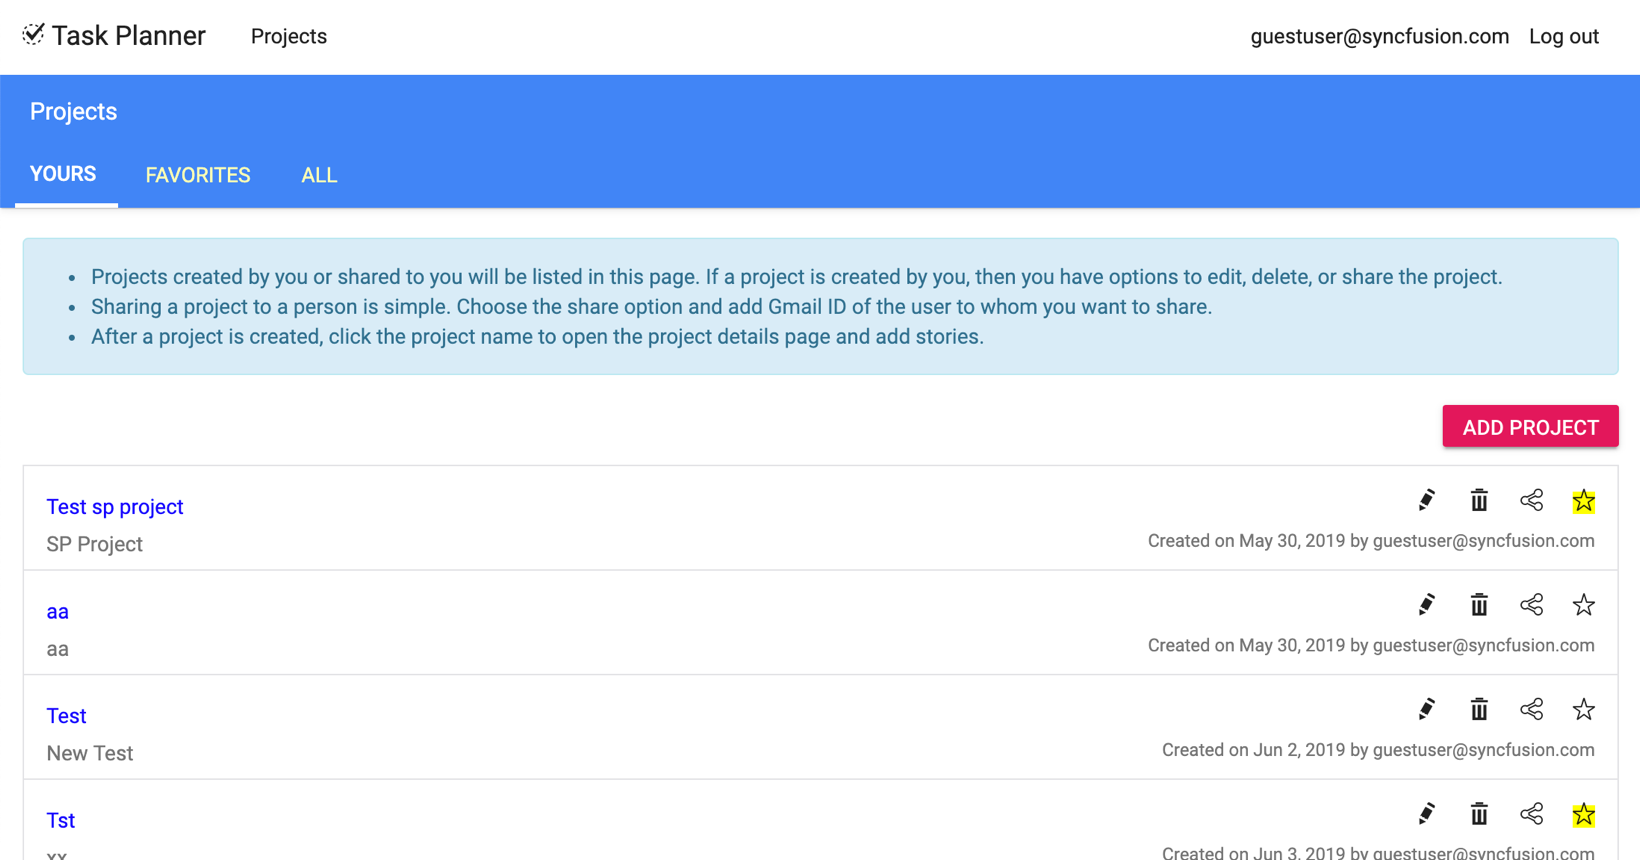 Task Planner Projects guestuser@syncfusion.com Log out
Projects
YOURS FAVORITES ALL
• Projects created by you or shared to you will be listed in this page. If a project is created by you, then you have options to edit, delete, or share the project.
• Sharing a project to a person is simple. Choose the share option and add Gmail ID of the user to whom you want to share.
• After a project is created, click the project name to open the project details page and add stories.
ADD PROJECT
Test sp project
SP Project Created on May 30, 2019 by guestuser@syncfusion.com
aa
aa Created on May 30, 2019 by guestuser@syncfusion.com
Test
New Test Created on Jun 2, 2019 by guestuser@syncfusion.com
Tst
xx Created on Jun 3, 2019 by guestuser@syncfusion.com